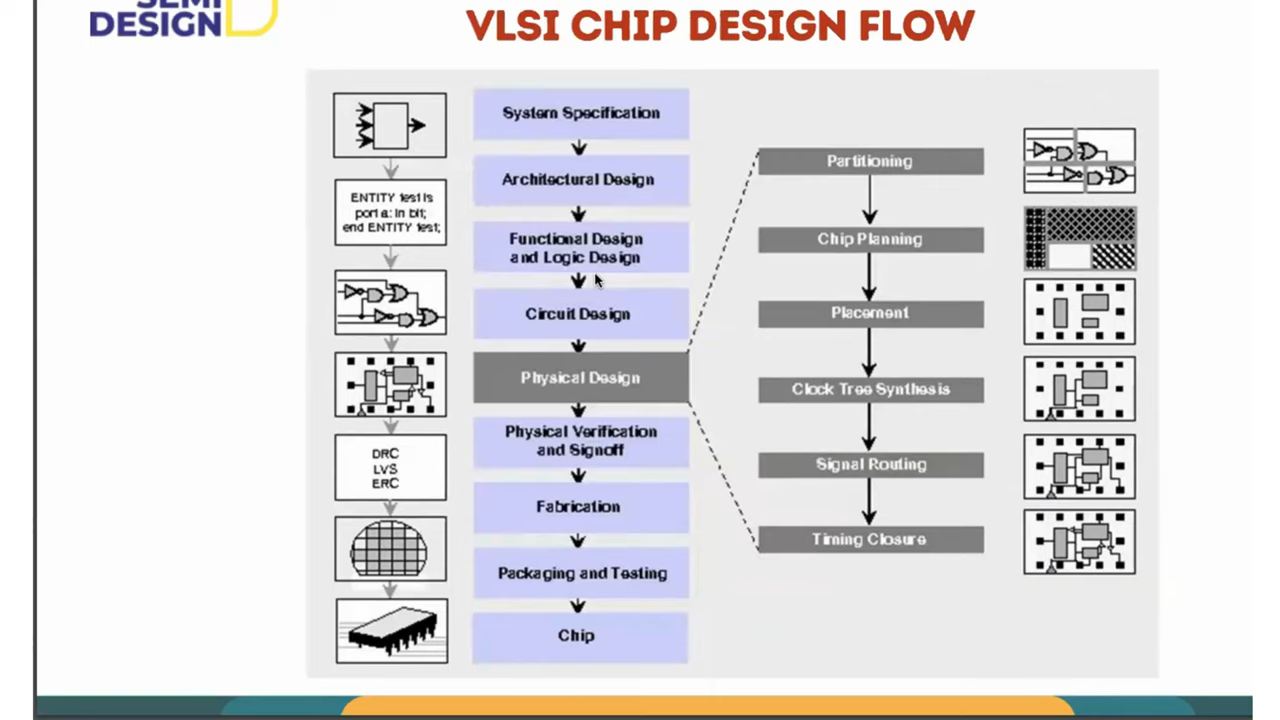 SEMI
DESIGN
VLSI CHIP DESIGN FLOW
System Specification
Architectural Design
ENTITY test is
port a: in bit;
end ENTITY test;
Functional Design
and Logic Design
Circuit Design
Physical Design
Physical Verification
and Signoff
DRC
LVS
ERC
Fabrication
Packaging and Testing
Chip
Partitioning
Chip Planning
Placement
Clock Tree Synthesis
Signal Routing
Timing Closure